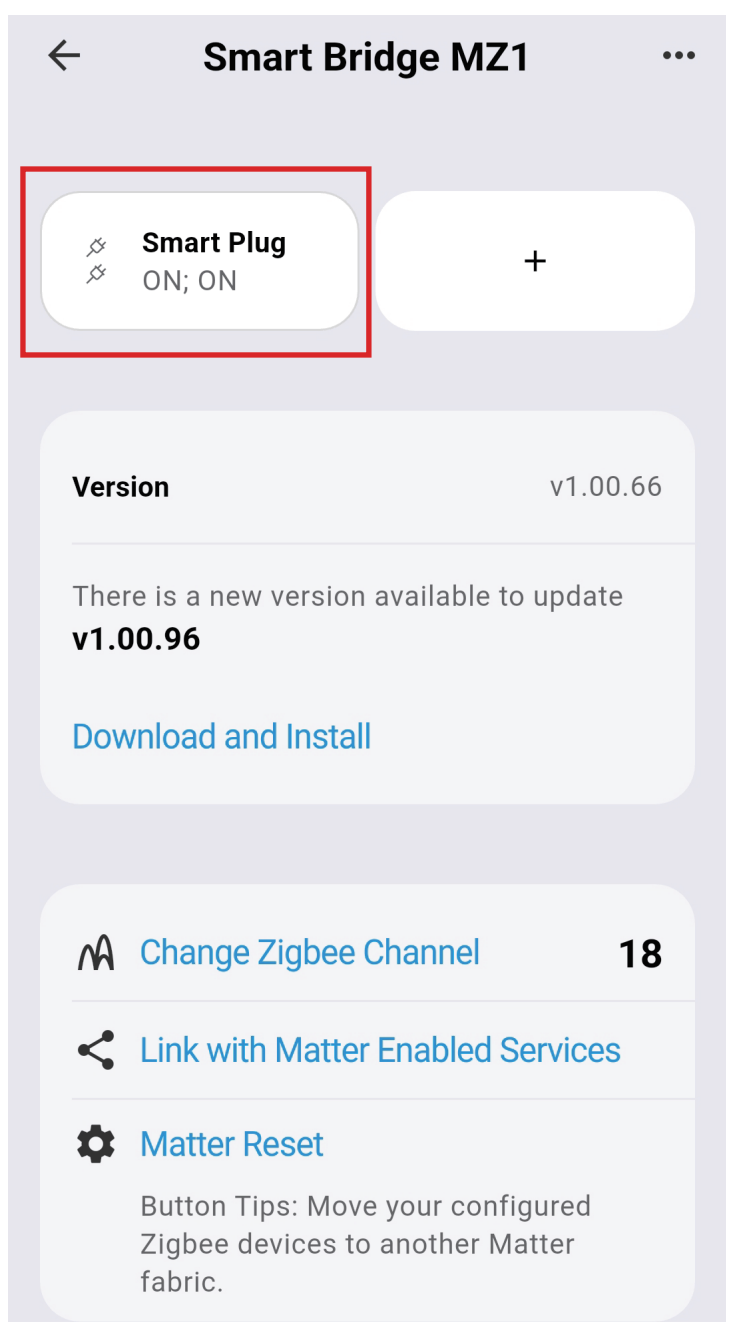 Smart Bridge MZ1
Smart Plug
ON; ON
+
Version
v1.00.66
There is a new version available to update
v1.00.96
Download and Install
Change Zigbee Channel
18
Link with Matter Enabled Services
Matter Reset
Button Tips: Move your configured
Zigbee devices to another Matter
fabric.